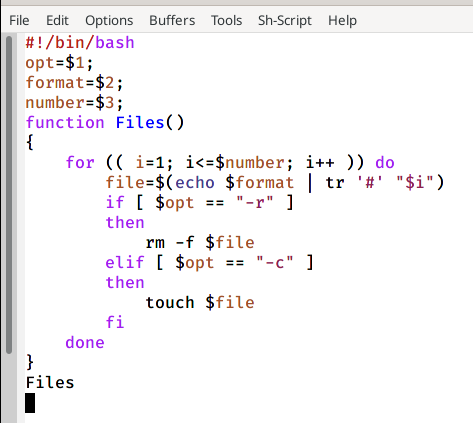 File Edit Options Buffers Tools Sh-Script Help
#!/bin/bash
opt=$1;
format=$2;
number=$3;
function Files()
{
    for (( i=1; i<=$number; i++ )) do
        file=$(echo $format | tr '#' "$i")
        if [ $opt == "-r" ]
        then
            rm -f $file
        elif [ $opt == "-c" ]
        then
            touch $file
        fi
    done
}
Files